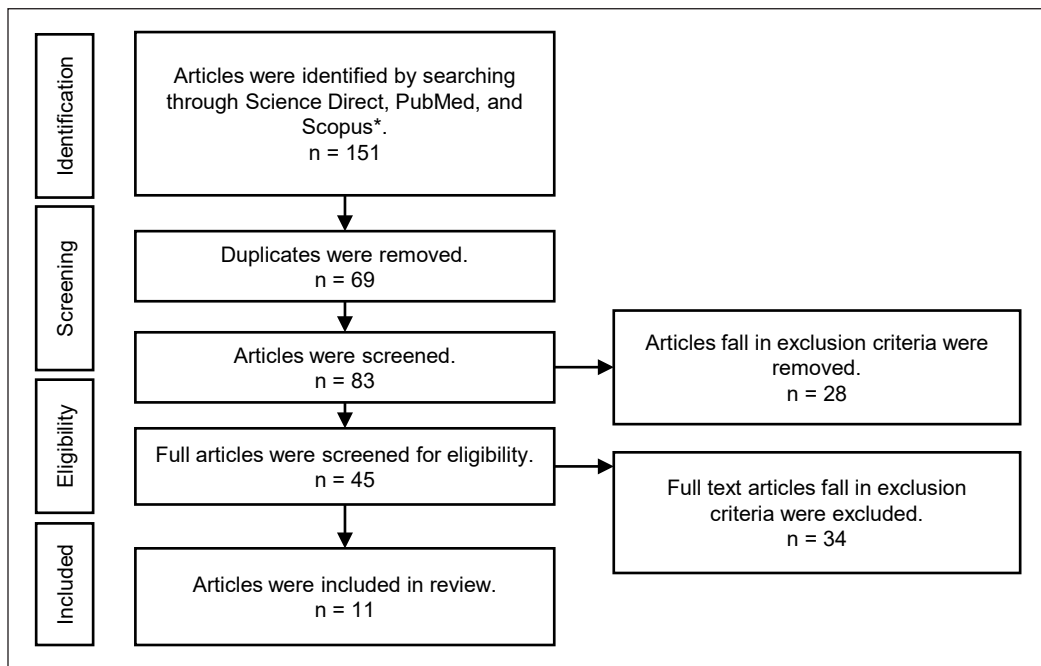 Identification
Articles were identified by searching
through Science Direct, PubMed, and
Scopus*.
n = 151
Screening
Duplicates were removed.
n = 69
Articles were screened.
n = 83
Articles fall in exclusion criteria were
removed.
n = 28
Eligibility
Full articles were screened for eligibility.
n = 45
Full text articles fall in exclusion
criteria were excluded.
n = 34
Included
Articles were included in review.
n = 11